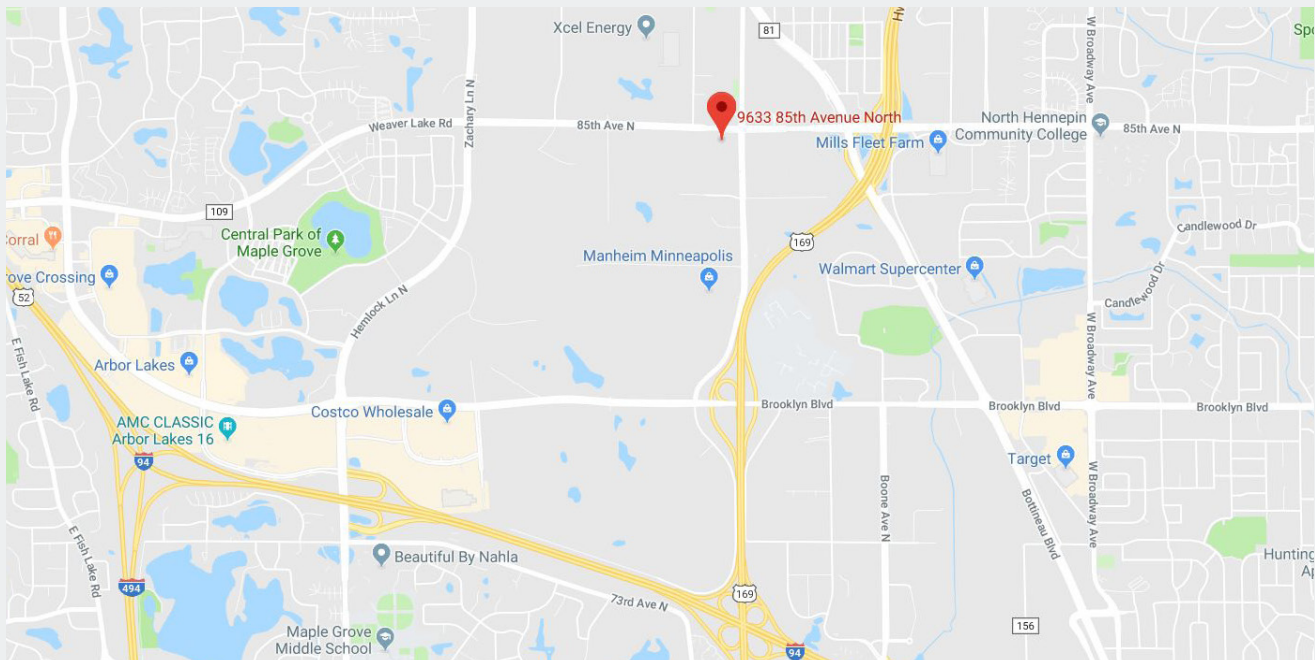 Xcel Energy
81
Hw
W Broadway Ave
Spo
Zachary Ln N
Weaver Lake Rd
85th Ave N
9633 85th Avenue North
Mills Fleet Farm
North Hennepin
Community College
85th Ave N
109
Central Park of
Maple Grove
Corral
169
Candlewood Dr
Manheim Minneapolis
Walmart Supercenter
rove Crossing
52
Hemlock Ln N
Candlewood Dr
E Fish Lake Rd
Arbor Lakes
W Broadway Ave
Costco Wholesale
Brooklyn Blvd
Brooklyn Blvd
Brooklyn Blvd
AMC CLASSIC
Arbor Lakes 16
94
Target
Boone Ave N
W Broadway Ave
Bottineau Blvd
E Fish Lake Rd
Beautiful By Nahla
Hunting
Ap
494
169
73rd Ave N
156
Maple Grove
Middle School
94